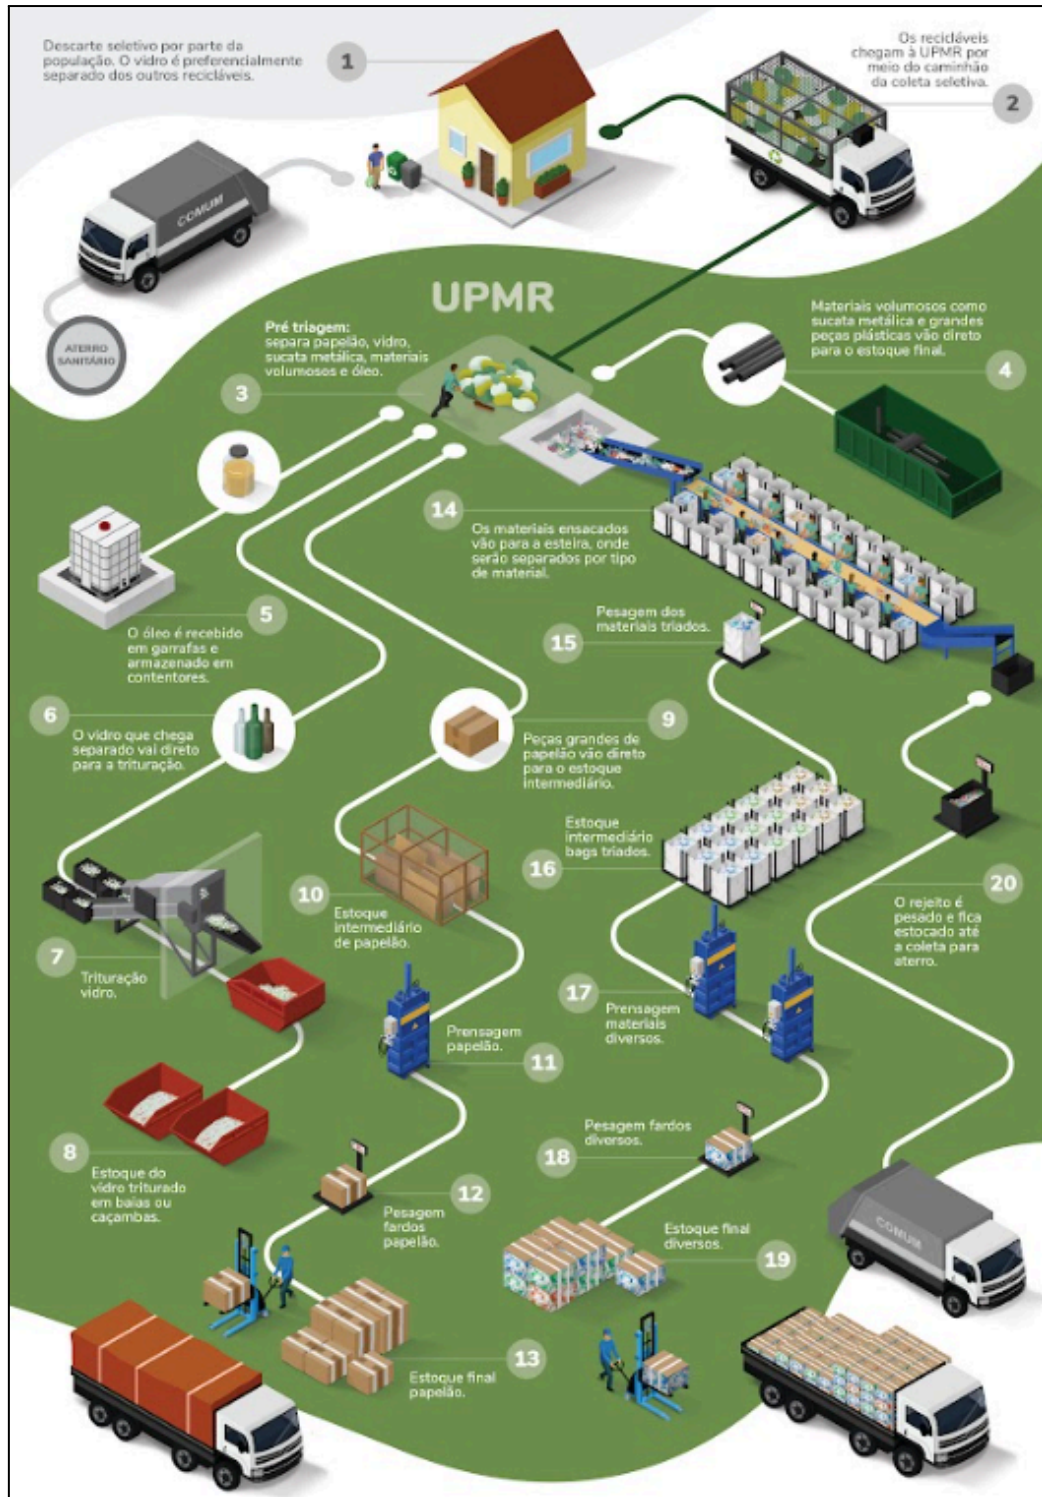 Descarte seletivo por parte da
população. O vidro é preferencialmente
separado dos outros recicláveis.
1
Os recicláveis
chegam à UPMR por
meio do caminhão
da coleta seletiva.
2
COMUM
ATERRO
SANITÁRIO
UPMR
Pré triagem:
separa papelão, vidro,
sucata metálica, materiais
volumosos e óleo.
3
Materiais volumosos como
sucata metálica e grandes
peças plásticas vão direto
para o estoque final.
4
14
Os materiais ensacados
vão para a esteira, onde
serão separados por tipo
de material.
5
O óleo é recebido
em garrafas e
armazenado em
contentores.
Pesagem dos
materiais triados.
15
6
O vidro que chega
separado vai direto
para a trituração.
9
Peças grandes de
papelão vão direto
para o estoque
intermediário.
Estoque
intermediário
bags triados.
16
10
Estoque
intermediário
de papelão.
20
O rejeito é
pesado e fica
estocado até
a coleta para
aterro.
7
Trituração
vidro.
17
Prensagem
materiais
diversos.
Prensagem
papelão.
11
8
Estoque do
vidro triturado
em baias ou
caçambas.
Pesagem fardos
diversos.
18
12
Pesagem
fardos
papelão.
Estoque final
diversos.
19
COMUM
13
Estoque final
papelão.